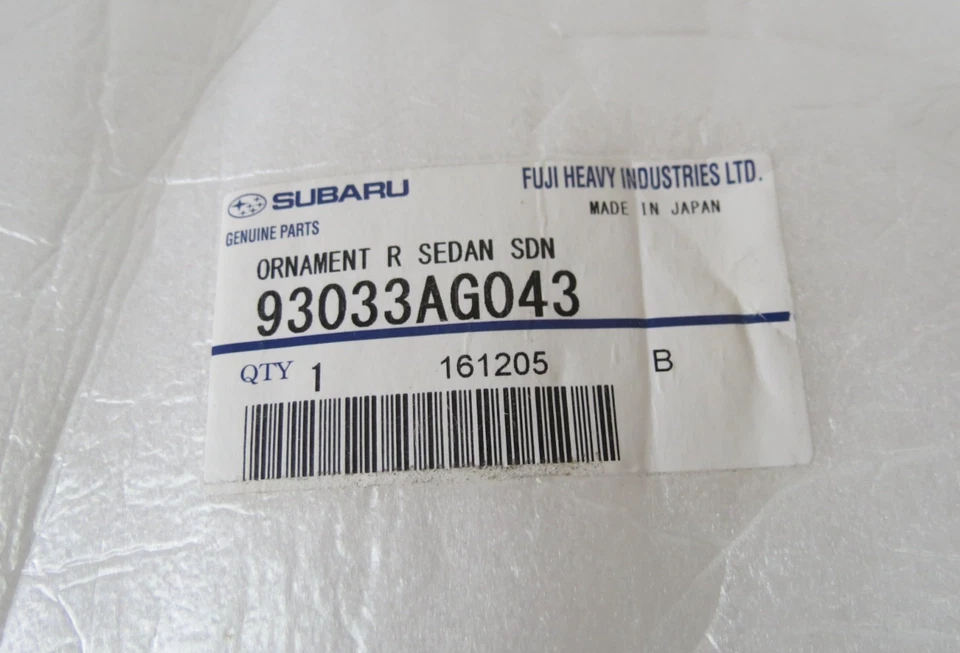 SUBARU
FUJI HEAVY INDUSTRIES LTD.
GENUINE PARTS
MADE IN JAPAN
ORNAMENT R SEDAN SDN
93033AG043
QTY 1 161205 B